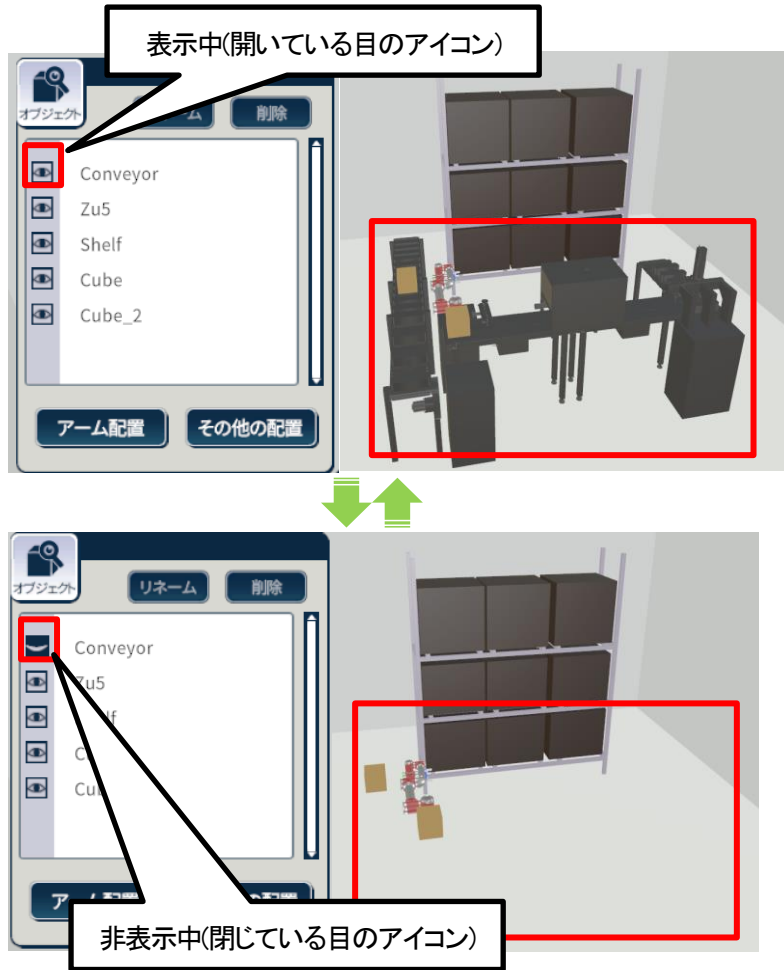 表示中(開いている目のアイコン)
オブジェクト
ーム
削除
Conveyor
Zu5
Shelf
Cube
Cube_2
アーム配置
その他の配置
オブジェクト
リネーム
削除
Conveyor
Zu5
非表示中(閉じている目のアイコン)